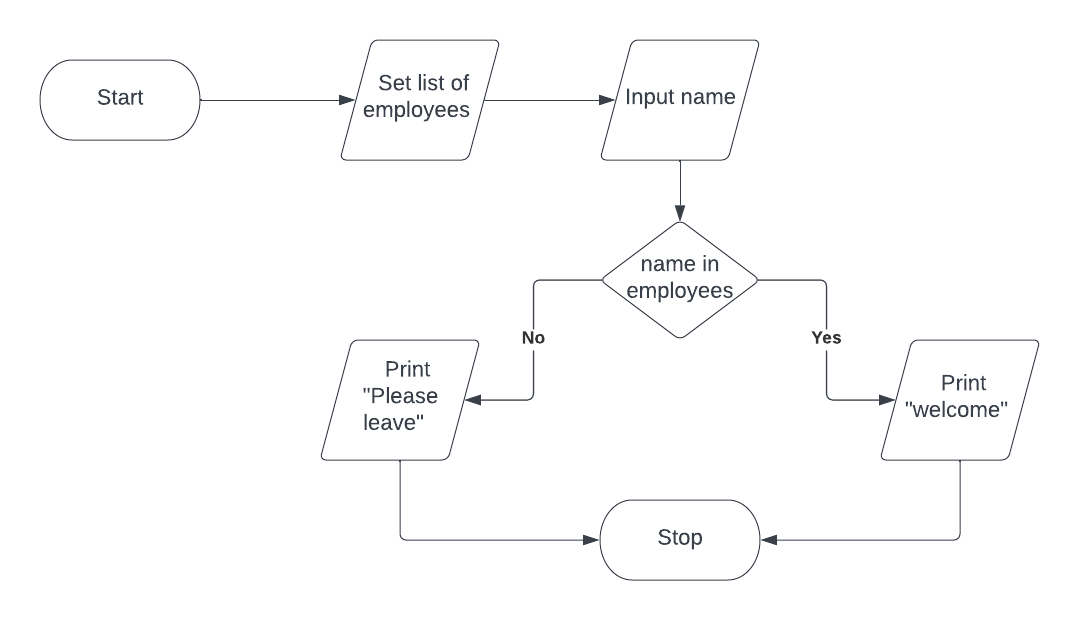 Start
Set list of
employees
Input name
name in
employees
No
Yes
Print
"Please
leave"
Print
"welcome"
Stop